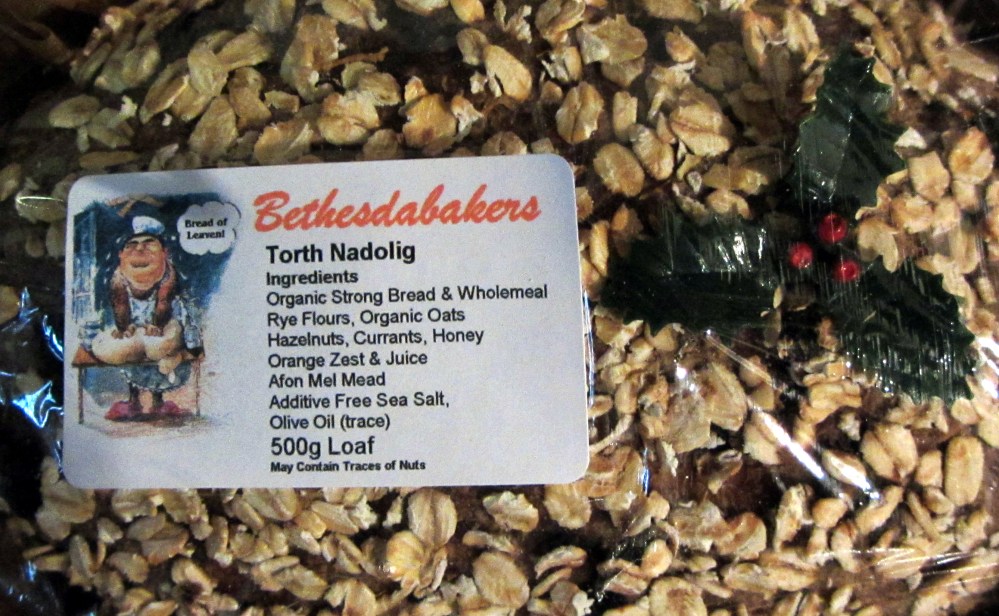 Bread of
Leaven!
Bethesdabakers
Torth Nadolig
Ingredients
Organic Strong Bread & Wholemeal
Rye Flours, Organic Oats
Hazelnuts, Currants, Honey
Orange Zest & Juice
Afon Mel Mead
Additive Free Sea Salt,
Olive Oil (trace)
500g Loaf
May Contain Traces of Nuts